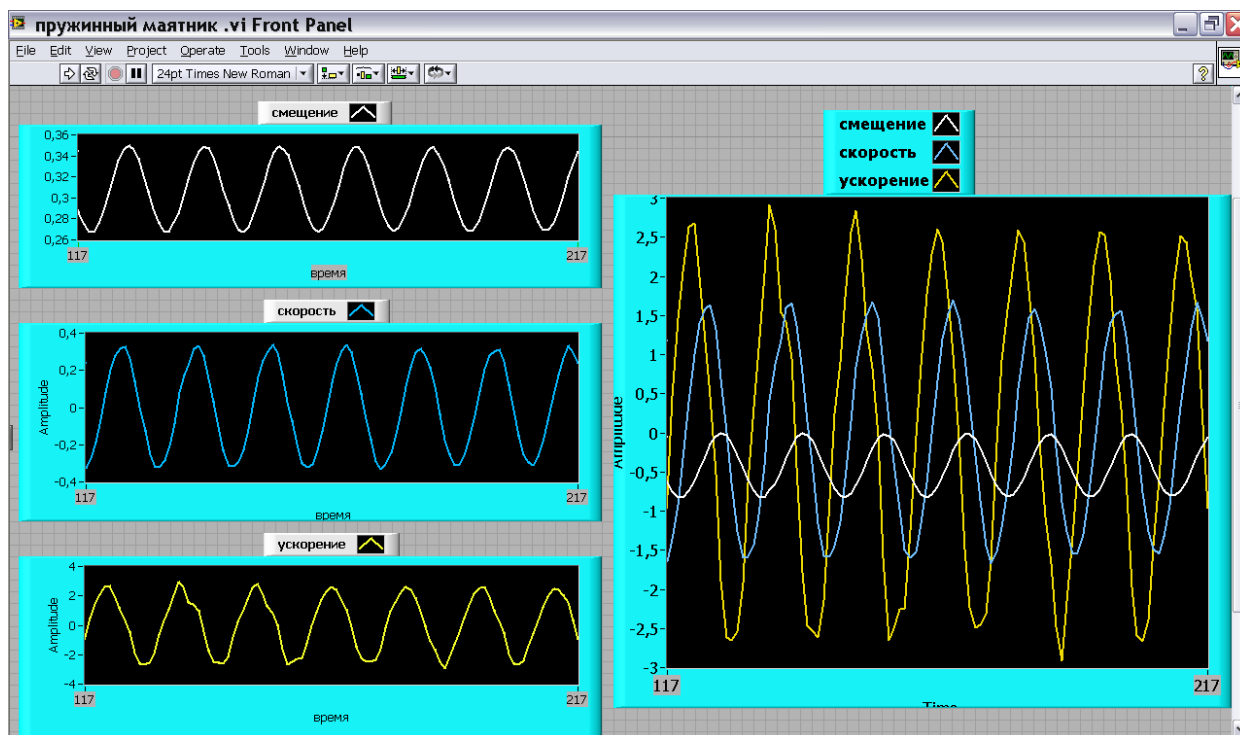 пружинный маятник .vi Front Panel
File Edit View Project Operate Tools Window Help
24pt Times New Roman
?
смещение
0,36
0,34
0,32
0,3
0,28
0,26
117 217
время
скорость
0,4
0,2
0
-0,2
-0,4
Amplitude
117 217
время
ускорение
4
2
0
-2
-4
Amplitude
117 217
время
смещение
скорость
ускорение
3
2,5
2
1,5
1
0,5
0
-0,5
-1
-1,5
-2
-2,5
-3
Amplitude
117 217
Time